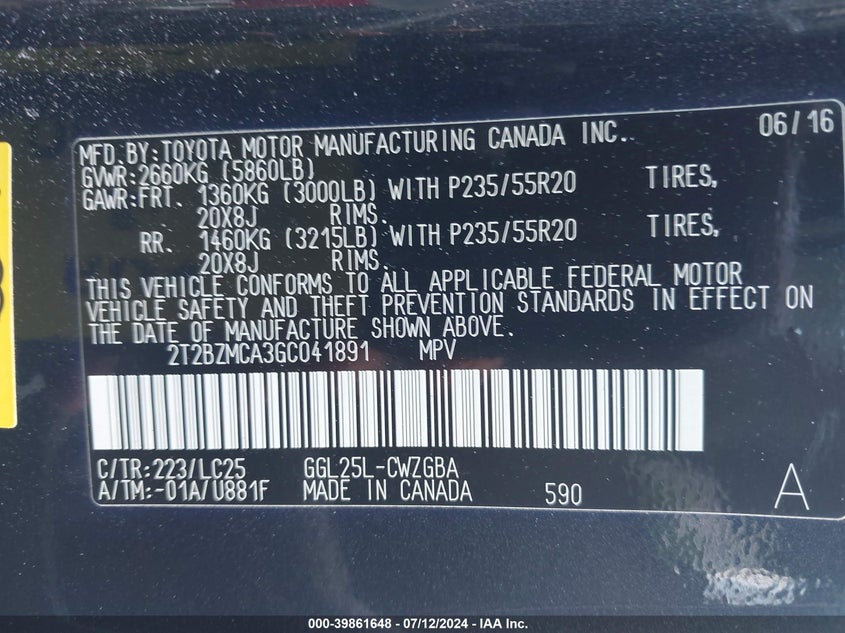 MFD.BY:TOYOTA MOTOR MANUFACTURING CANADA INC. 06/16
GVWR:2660KG (5860LB)
GAWR:FRT. 1360KG (3000LB) WITH P235/55R20 TIRES,
20X8J RIMS.
RR. 1460KG (3215LB) WITH P235/55R20 TIRES,
20X8J RIMS.
THIS VEHICLE CONFORMS TO ALL APPLICABLE FEDERAL MOTOR
VEHICLE SAFETY AND THEFT PREVENTION STANDARDS IN EFFECT ON
THE DATE OF MANUFACTURE SHOWN ABOVE.
2T2BZMCA3GC041891 MPV
C/TR:223/LC25 GGL25L-CWZGBA
A/TM:-01A/U881F MADE IN CANADA 590 A
000-39861648 - 07/12/2024 - IAA Inc.